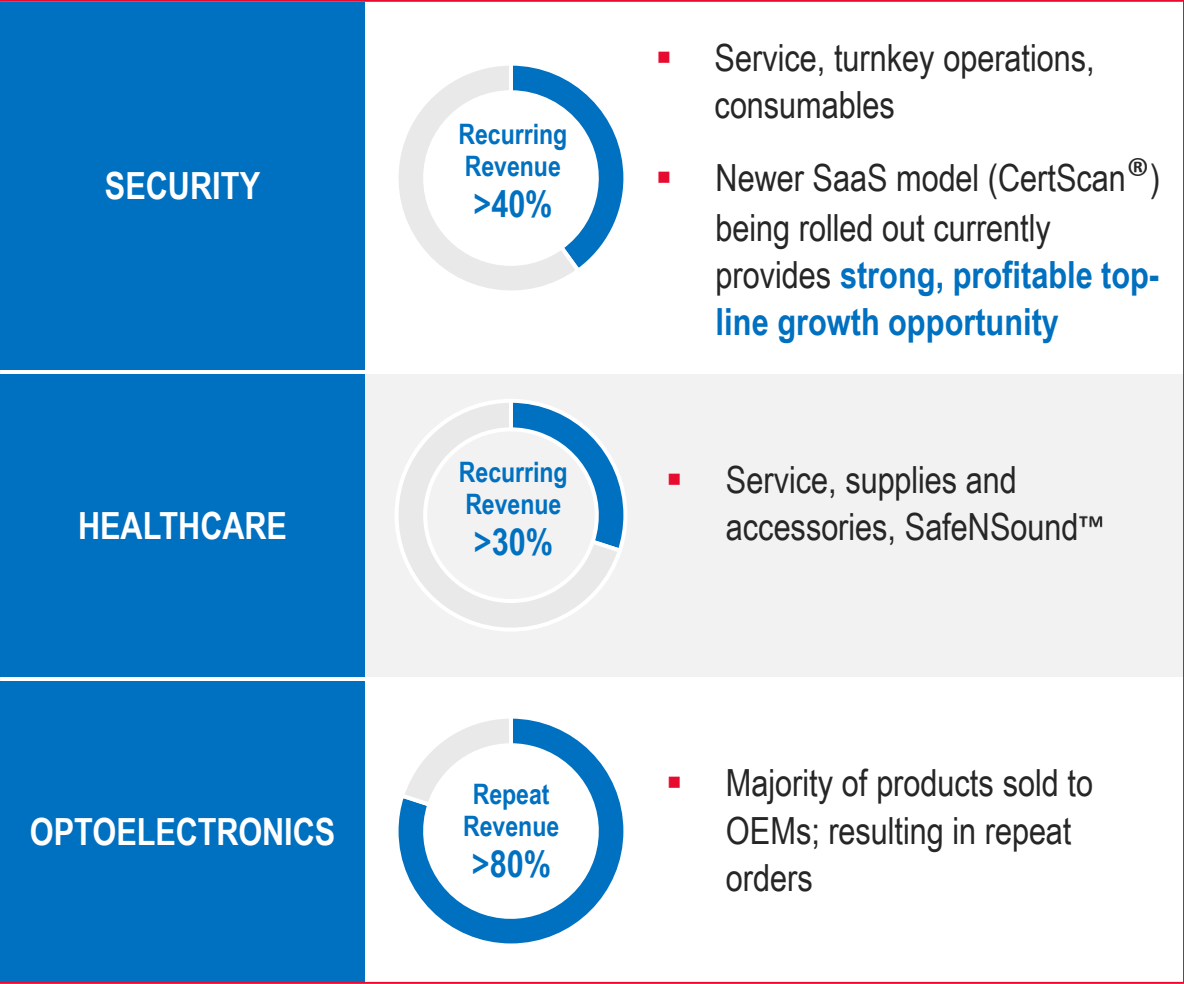 SECURITY
Recurring
Revenue
>40%
▪ Service, turnkey operations,
consumables
▪ Newer SaaS model (CertScan®)
being rolled out currently
provides strong, profitable top-
line growth opportunity
HEALTHCARE
Recurring
Revenue
>30%
▪ Service, supplies and
accessories, SafeNSound™
OPTOELECTRONICS
Repeat
Revenue
>80%
▪ Majority of products sold to
OEMs; resulting in repeat
orders